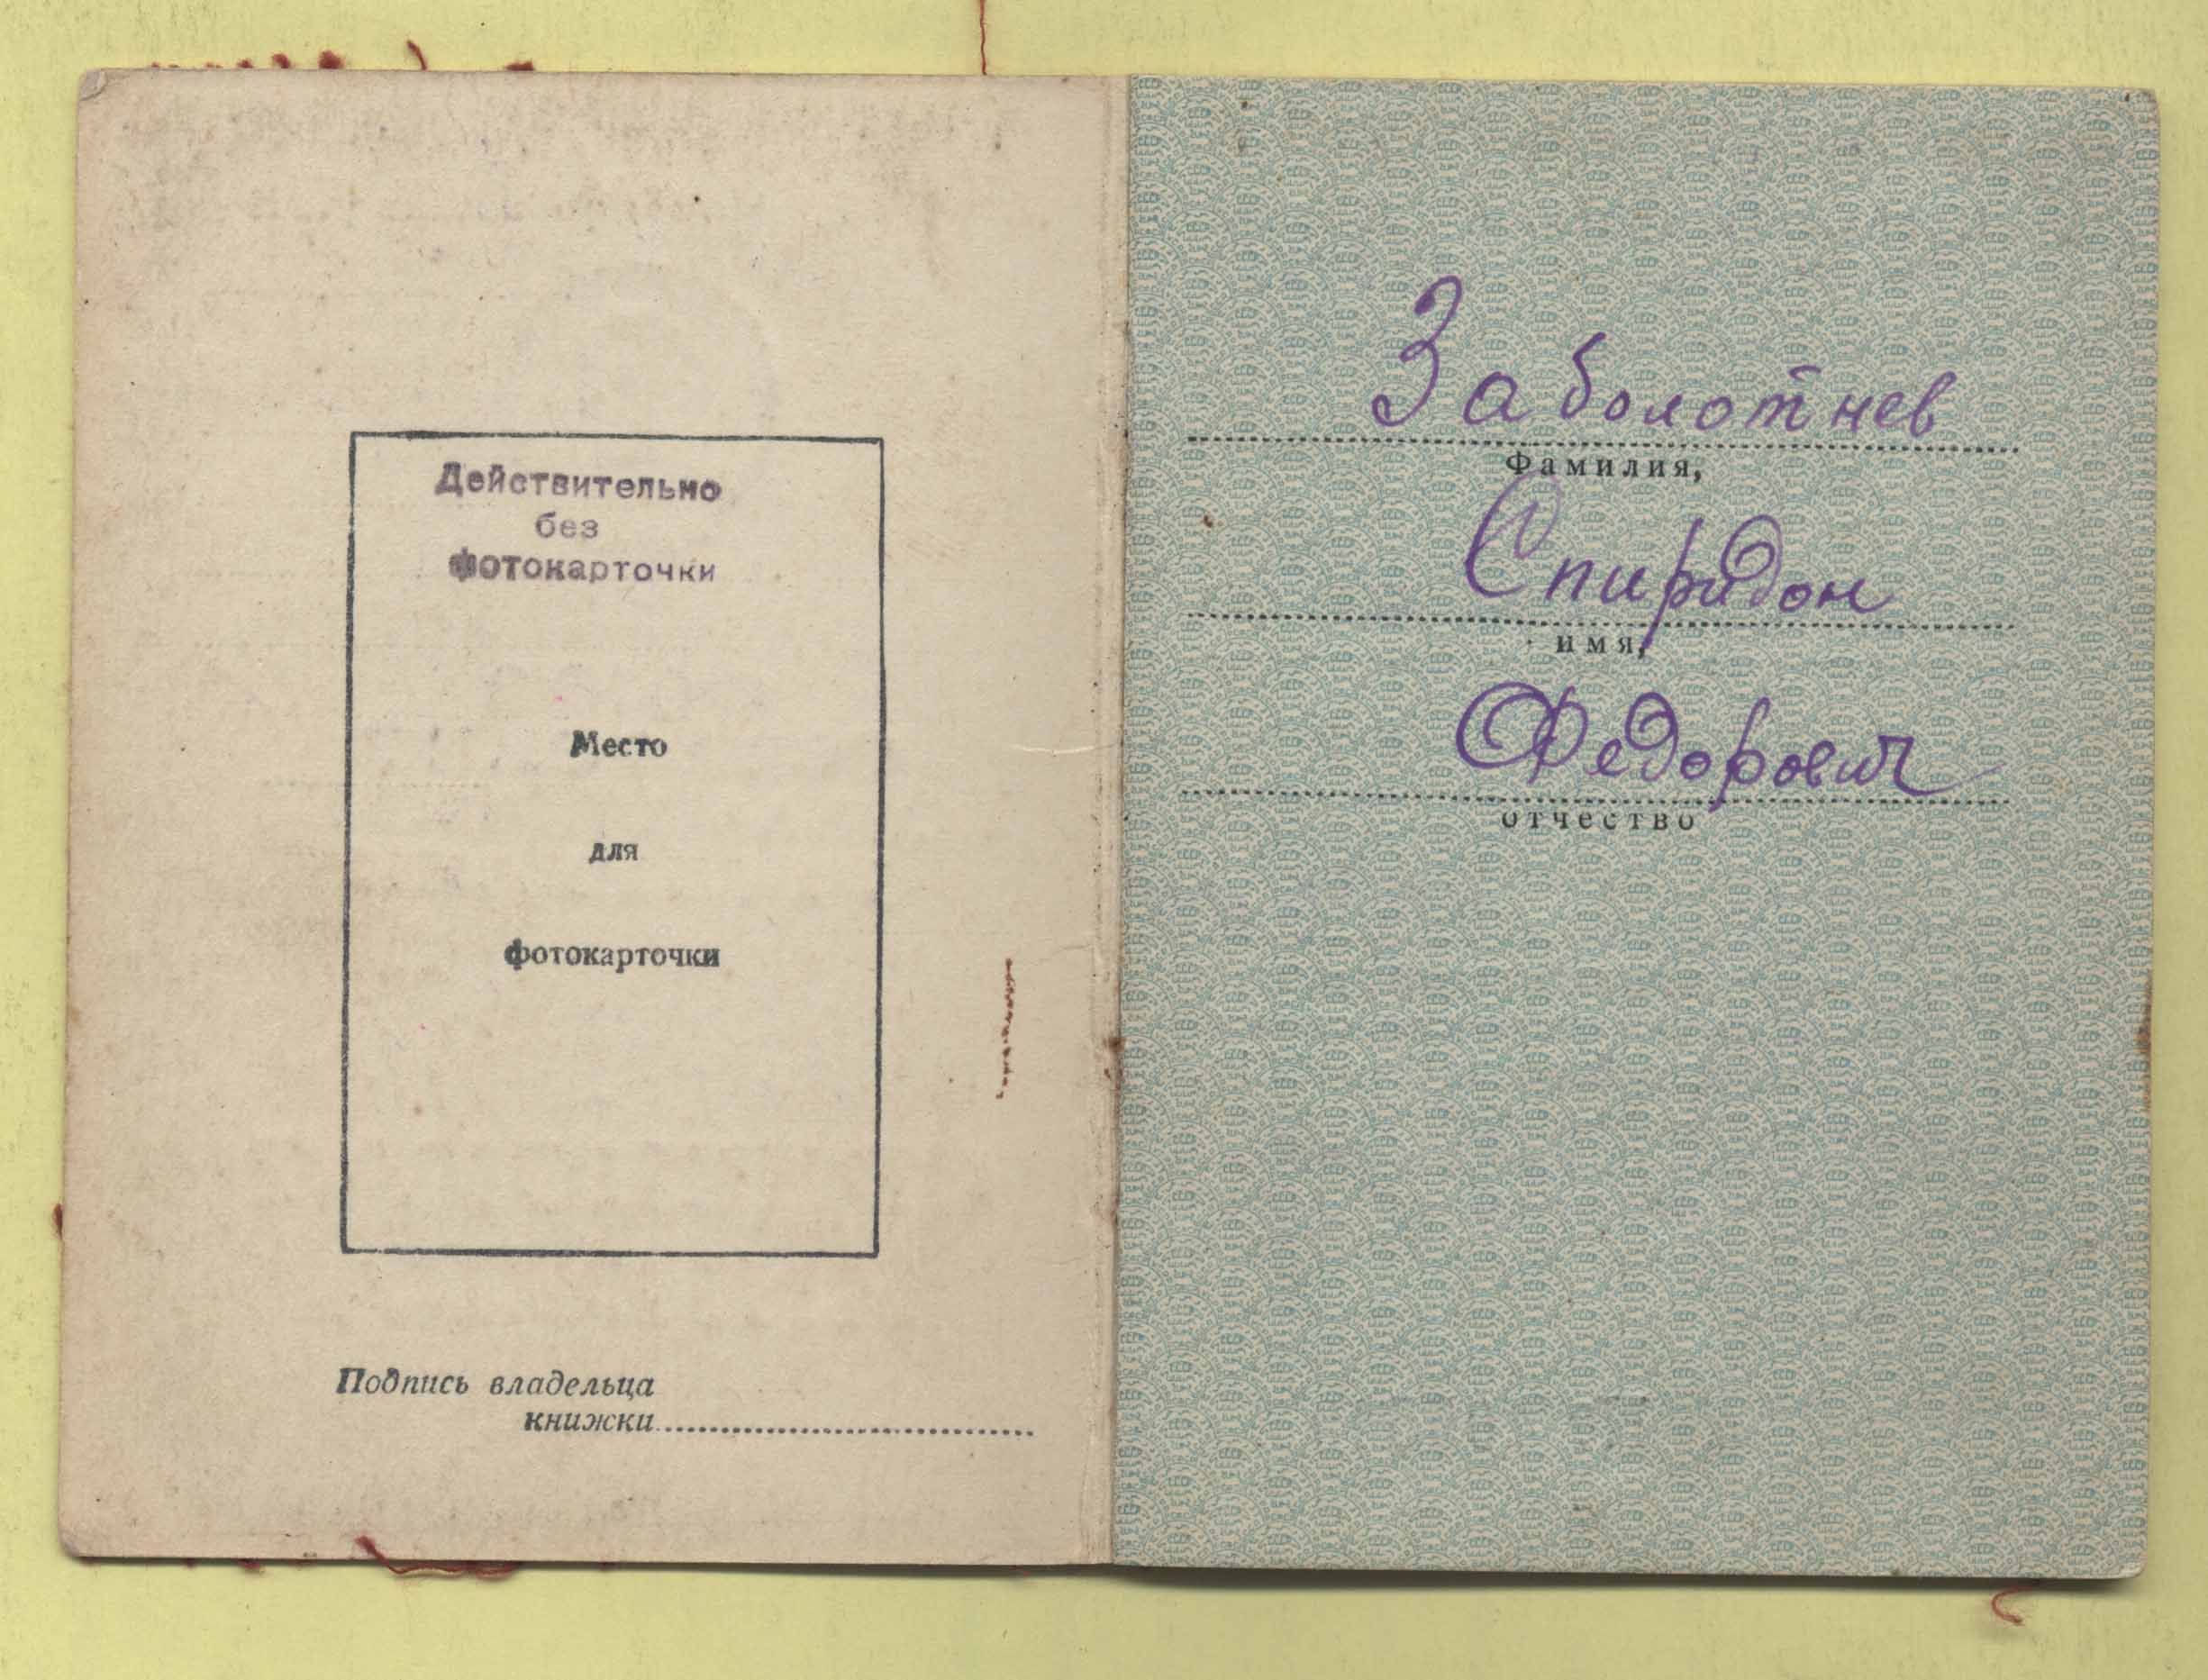 Действительно
без
фотокарточки
Место
для
фотокарточки
Подпись владельца
книжки
Заболотнев
Фамилия,
Спиридон
имя,
Федорович
отчество